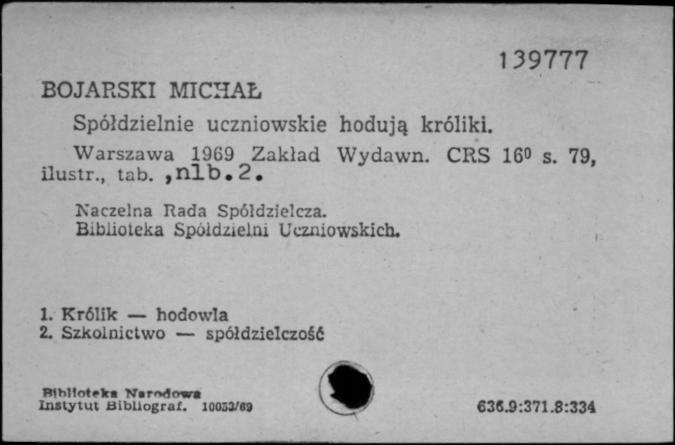 139777
BOJARSKI MICHAŁ
Spółdzielnie uczniowskie hodują króliki.
Warszawa 1969 Zakład Wydawn. CRS 16⁰ s. 79,
ilustr., tab. ,nlb.2.
Naczelna Rada Spółdzielcza.
Biblioteka Spółdzielni Uczniowskich.
1. Królik — hodowla
2. Szkolnictwo — spółdzielczość
Biblioteka Narodowa
Instytut Bibliograf. 10053/69
636.9:371.8:334